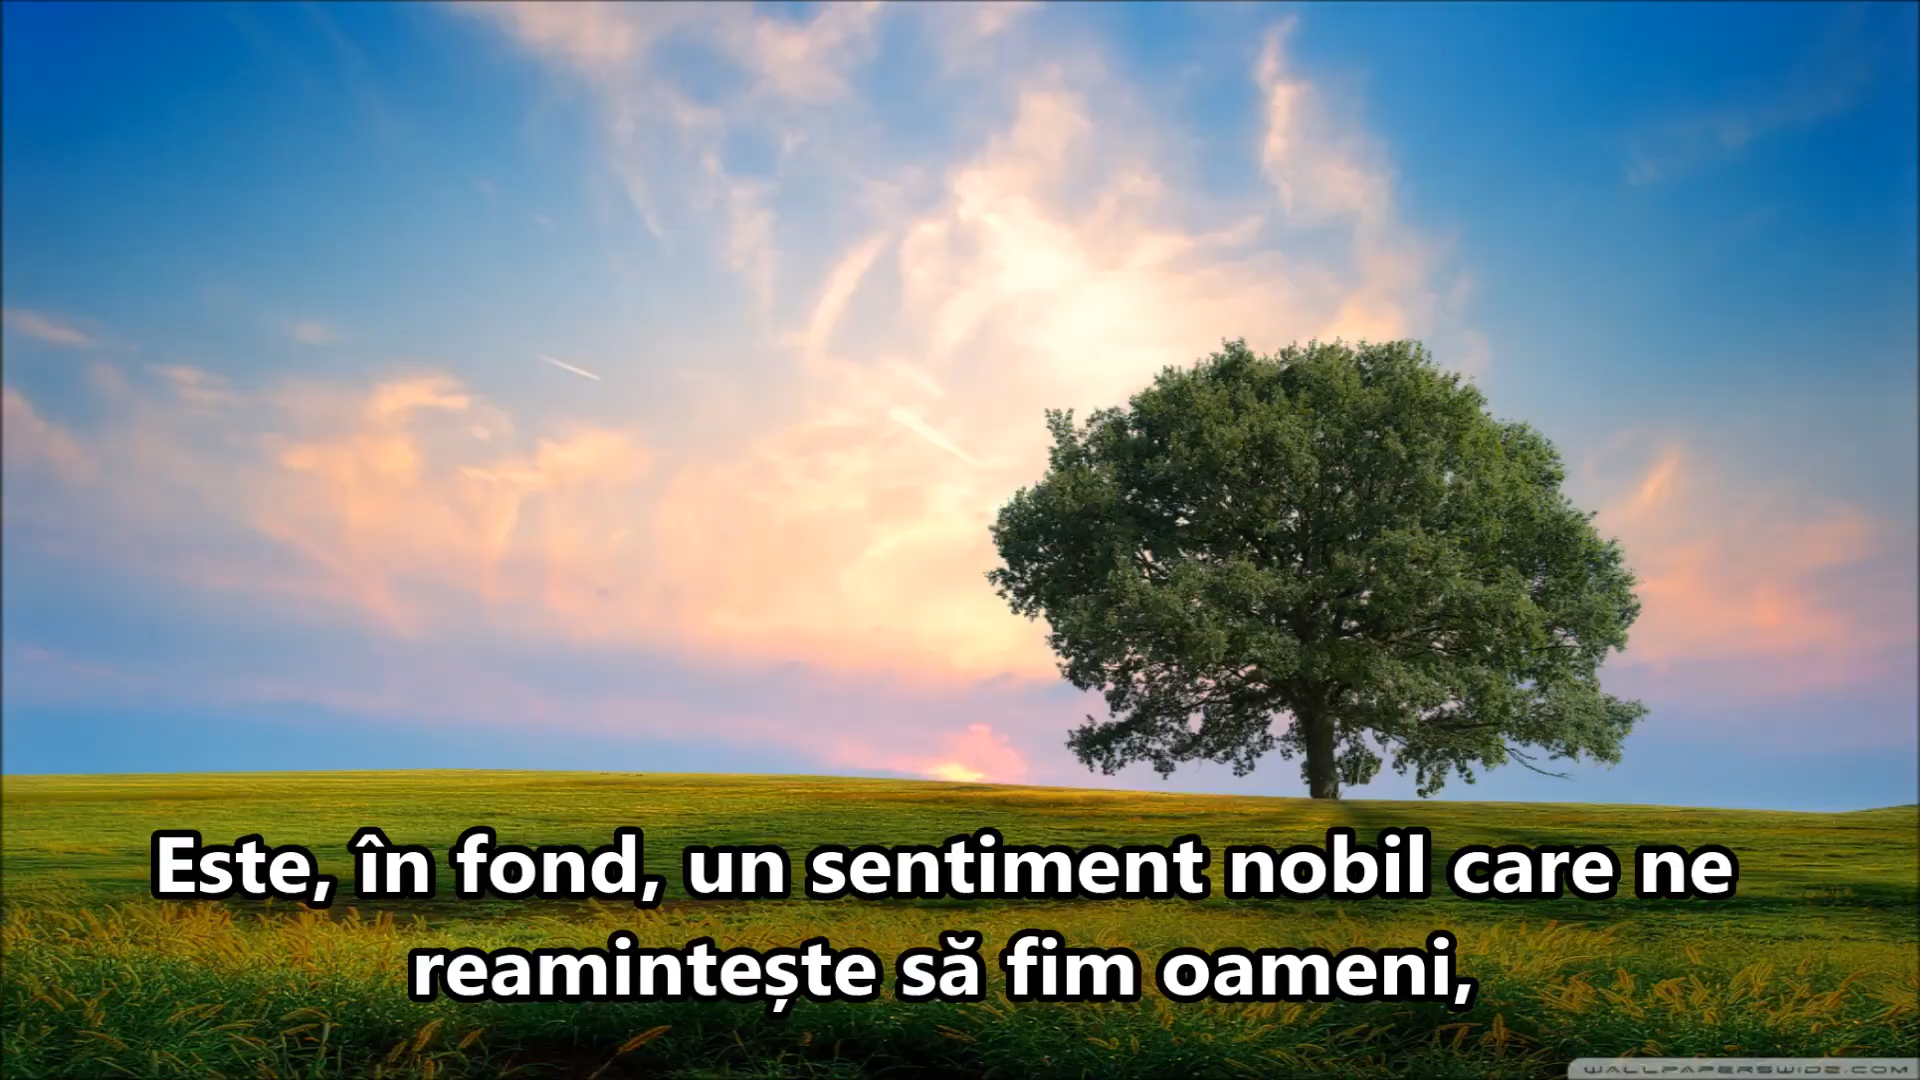 Este, în fond, un sentiment nobil care ne
reamintește să fim oameni,
WALLPAPERSWIDE.COM